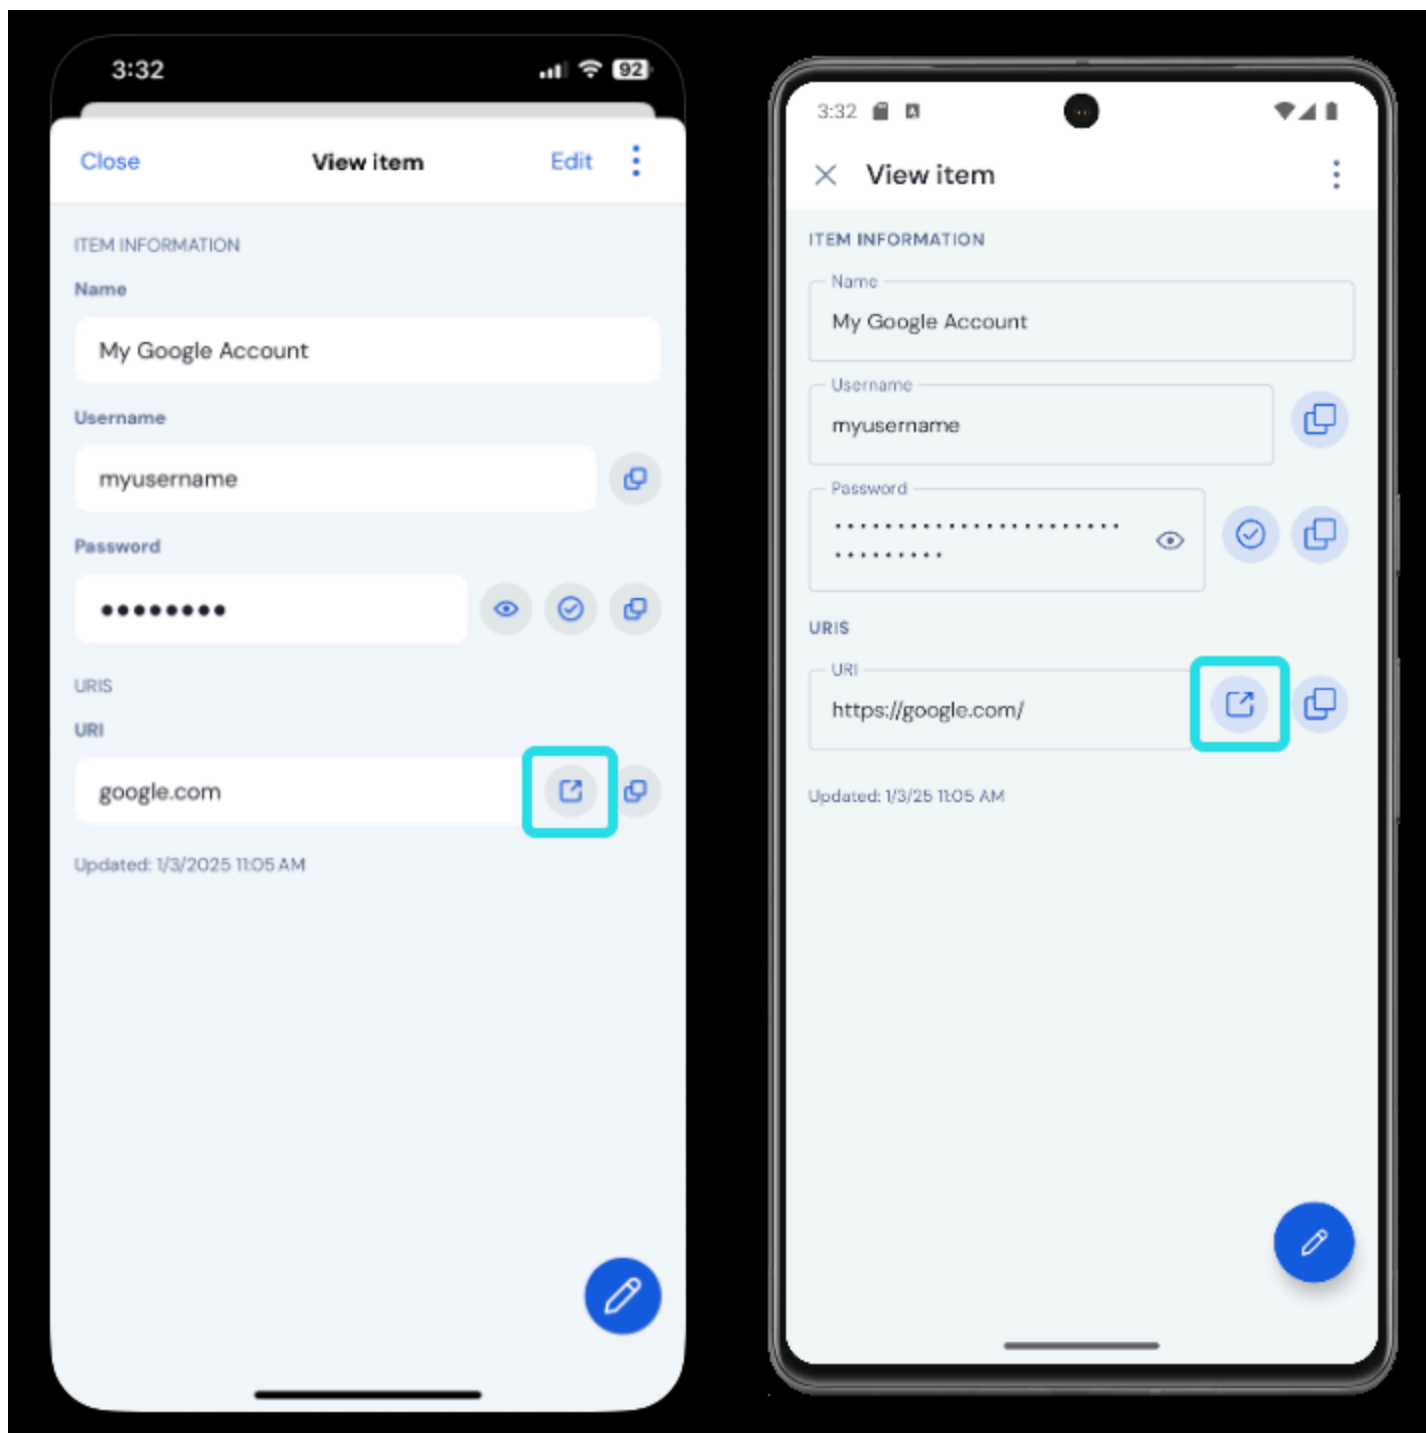 3:32
92
Close
View item
Edit
ITEM INFORMATION
Name
My Google Account
Username
myusername
Password
••••••••
URIS
URI
google.com
Updated: 1/3/2025 11:05 AM
3:32
View item
ITEM INFORMATION
Name
My Google Account
Username
myusername
Password
•••••••••••••••••••••••
•••••••••
URIS
URI
https://google.com/
Updated: 1/3/25 11:05 AM